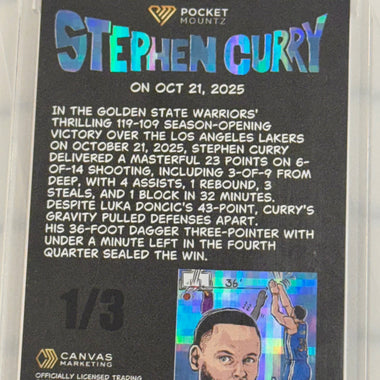 POCKET
MOUNTZ
STEPHEN CURRY
ON OCT 21, 2025
IN THE GOLDEN STATE WARRIORS'
THRILLING 119-109 SEASON-OPENING
VICTORY OVER THE LOS ANGELES LAKERS
ON OCTOBER 21, 2025, STEPHEN CURRY
DELIVERED A MASTERFUL 23 POINTS ON 6-
OF-14 SHOOTING, INCLUDING 3-OF-9 FROM
DEEP, WITH 4 ASSISTS, 1 REBOUND, 3
STEALS, AND 1 BLOCK IN 32 MINUTES.
DESPITE LUKA DONCIC'S 43-POINT, CURRY'S
GRAVITY PULLED DEFENSES APART.
HIS 36-FOOT DAGGER THREE-POINTER WITH
UNDER A MINUTE LEFT IN THE FOURTH
QUARTER SEALED THE WIN.
36'
1/3
CANVAS
MARKETING
OFFICIALLY LICENSED TRADING